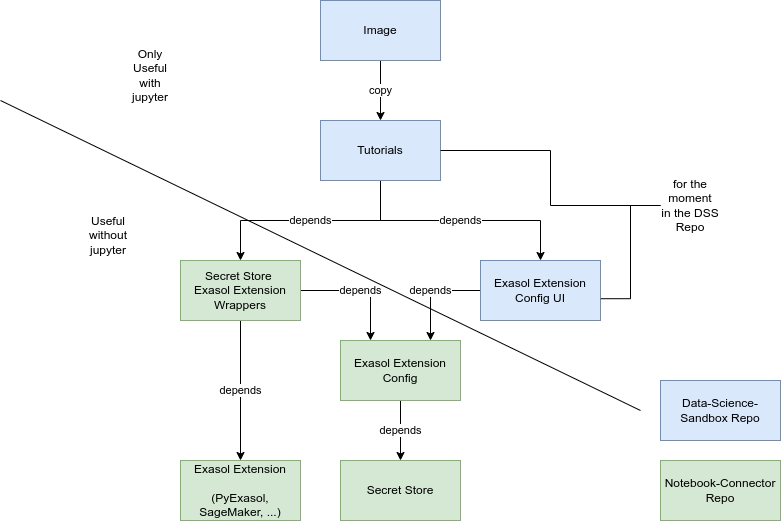 Image
Only
Useful
with
jupyter
copy
Tutorials
for the
moment
in the DSS
Repo
Useful
without
jupyter
depends
depends
Secret Store
Exasol Extension
Wrappers
Exasol Extension
Config UI
depends
depends
Exasol Extension
Config
depends
Data-Science-
Sandbox Repo
depends
Exasol Extension
(PyExasol,
SageMaker, ...)
Secret Store
Notebook-Connector
Repo